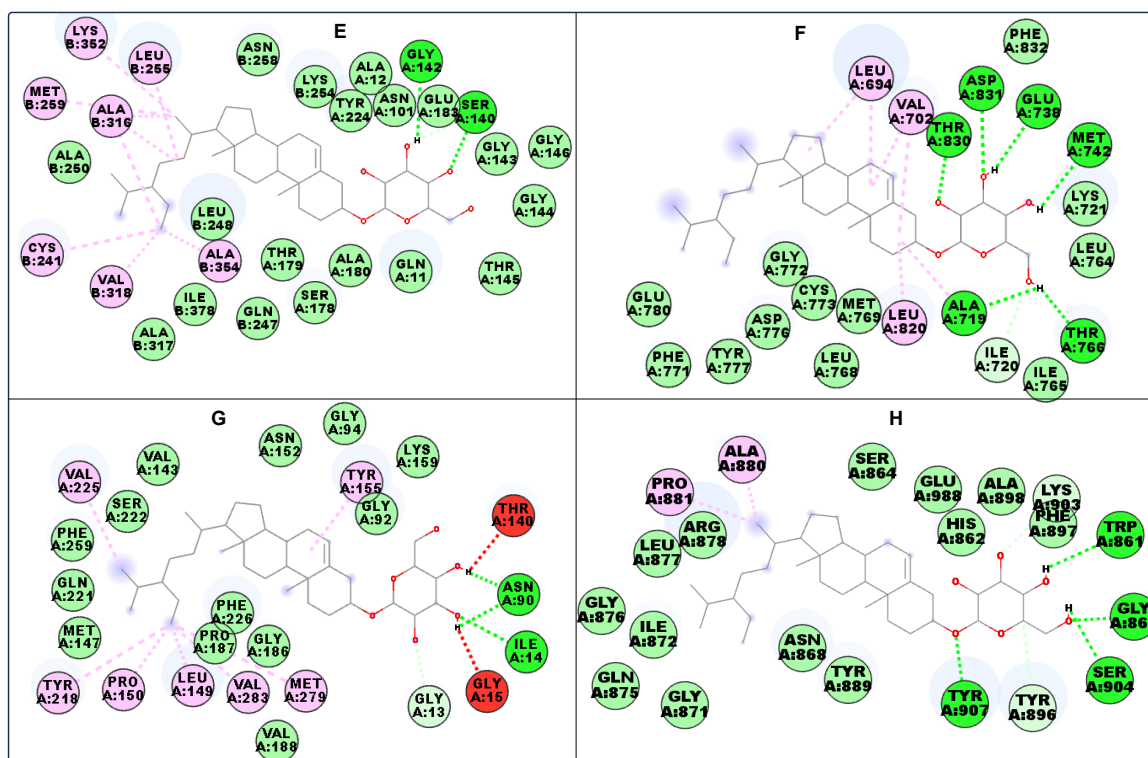 E
LYS
B:352
LEU
B:255
ASN
B:258
MET
B:259
ALA
B:316
LYS
B:254
ALA
A:12
TYR
A:224
ASN
A:101
GLY
A:142
GLU
A:183
SER
A:140
ALA
B:250
GLY
A:143
GLY
A:146
GLY
A:144
LEU
B:248
CYS
B:241
ALA
B:354
THR
A:179
ALA
A:180
GLN
A:11
THR
A:145
VAL
B:318
ILE
B:378
GLN
B:247
SER
A:178
ALA
B:317
H
F
PHE
A:832
LEU
A:694
ASP
A:831
GLU
A:738
VAL
A:702
THR
A:830
MET
A:742
LYS
A:721
LEU
A:764
GLY
A:772
GLU
A:780
CYS
A:773
ASP
A:776
MET
A:769
LEU
A:820
ALA
A:719
THR
A:766
PHE
A:771
TYR
A:777
LEU
A:768
ILE
A:720
ILE
A:765
H
H
H
G
GLY
A:94
ASN
A:152
VAL
A:143
VAL
A:225
LYS
A:159
TYR
A:155
SER
A:222
GLY
A:92
THR
A:140
PHE
A:259
GLN
A:221
ASN
A:90
PHE
A:226
MET
A:147
PRO
A:187
GLY
A:186
ILE
A:14
TYR
A:218
PRO
A:150
LEU
A:149
VAL
A:283
MET
A:279
GLY
A:13
GLY
A:15
VAL
A:188
H
H
H
ALA
A:880
SER
A:864
PRO
A:881
GLU
A:988
ALA
A:898
LYS
A:903
PHE
A:897
ARG
A:878
HIS
A:862
TRP
A:861
LEU
A:877
GLY
A:876
ILE
A:872
GLY
A:86
ASN
A:868
SER
A:904
GLN
A:875
GLY
A:871
TYR
A:889
TYR
A:907
TYR
A:896
H
H